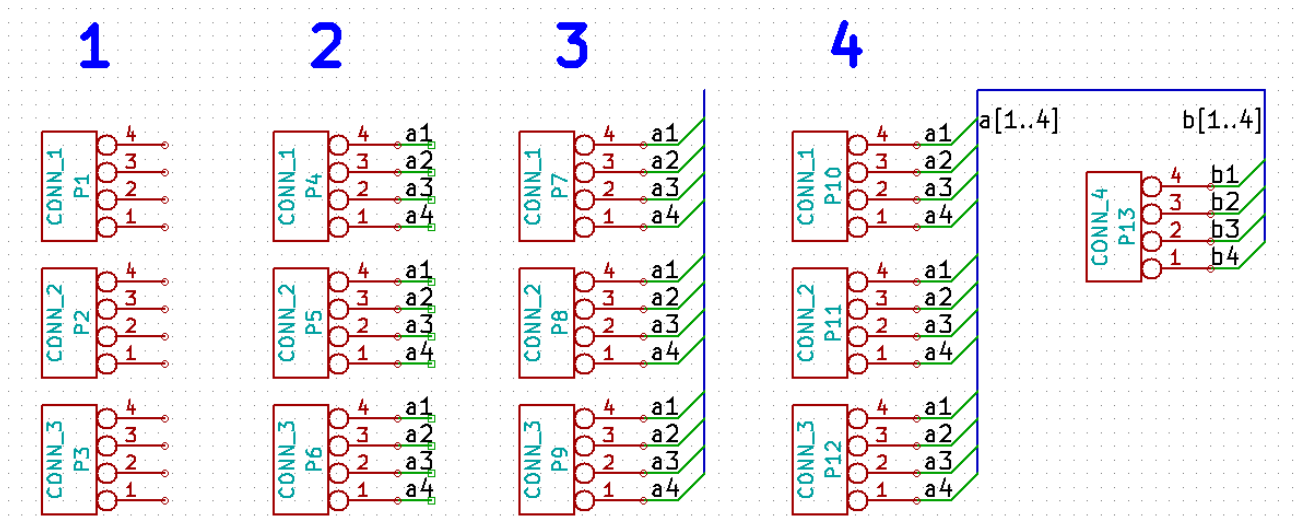 1 2 3 4
a[1..4] b[1..4]
CONN_1 P1 4 3 2 1
CONN_1 P4 4 a1 3 a2 2 a3 1 a4
CONN_1 P7 4 a1 3 a2 2 a3 1 a4
CONN_1 P10 4 a1 3 a2 2 a3 1 a4
CONN_4 P13 4 b1 3 b2 2 b3 1 b4
CONN_2 P2 4 3 2 1
CONN_2 P5 4 a1 3 a2 2 a3 1 a4
CONN_2 P8 4 a1 3 a2 2 a3 1 a4
CONN_2 P11 4 a1 3 a2 2 a3 1 a4
CONN_3 P3 4 3 2 1
CONN_3 P6 4 a1 3 a2 2 a3 1 a4
CONN_3 P9 4 a1 3 a2 2 a3 1 a4
CONN_3 P12 4 a1 3 a2 2 a3 1 a4